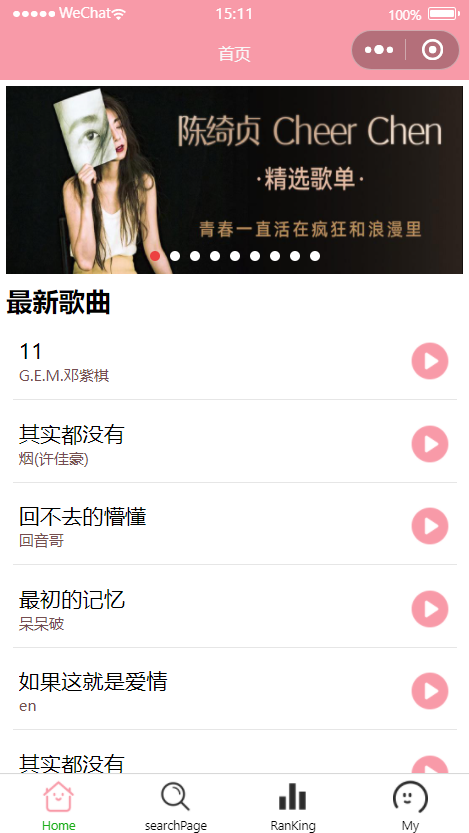 WeChat
15:11
100%
首页
陈绮贞 Cheer Chen
·精选歌单·
青春一直活在疯狂和浪漫里
最新歌曲
11
G.E.M.邓紫棋
其实都没有
烟(许佳豪)
回不去的懵懂
回音哥
最初的记忆
呆呆破
如果这就是爱情
en
其实都没有
Home
searchPage
RanKing
My